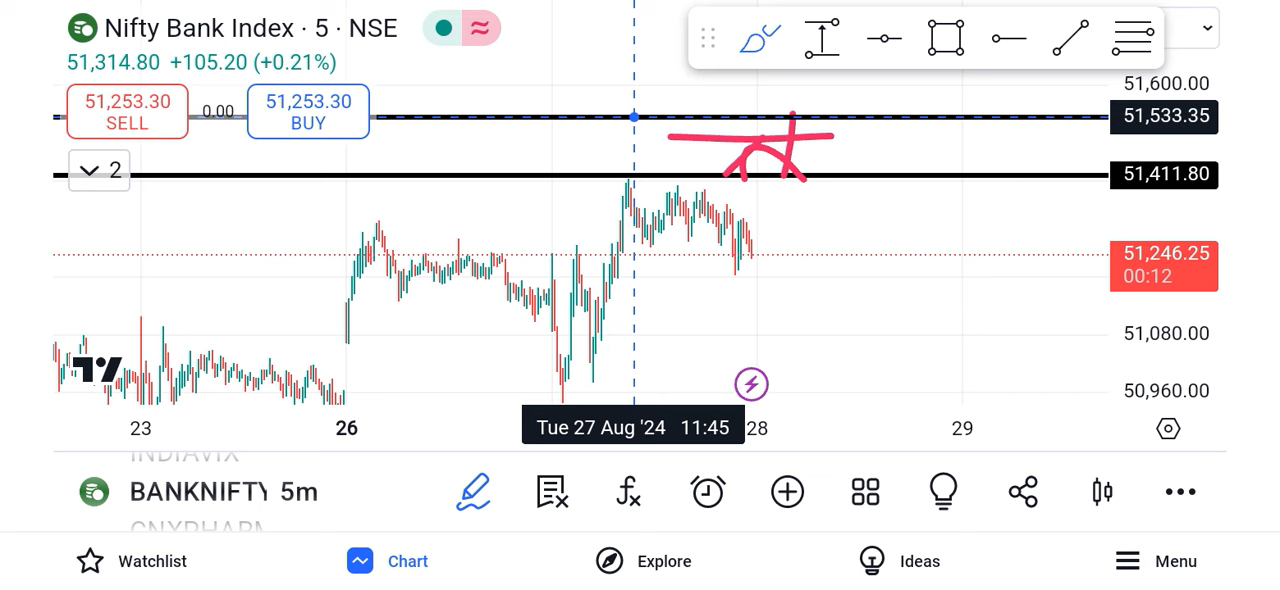 Nifty Bank Index · 5 · NSE
51,314.80 +105.20 (+0.21%)
51,253.30 SELL
0.00
51,253.30 BUY
2
51,600.00
51,533.35
51,411.80
51,246.25
00:12
51,080.00
50,960.00
23 26 Tue 27 Aug '24 11:45 28 29
INDIAVIX
BANKNIFTY 5m
CNXPHARM
Watchlist Chart Explore Ideas Menu